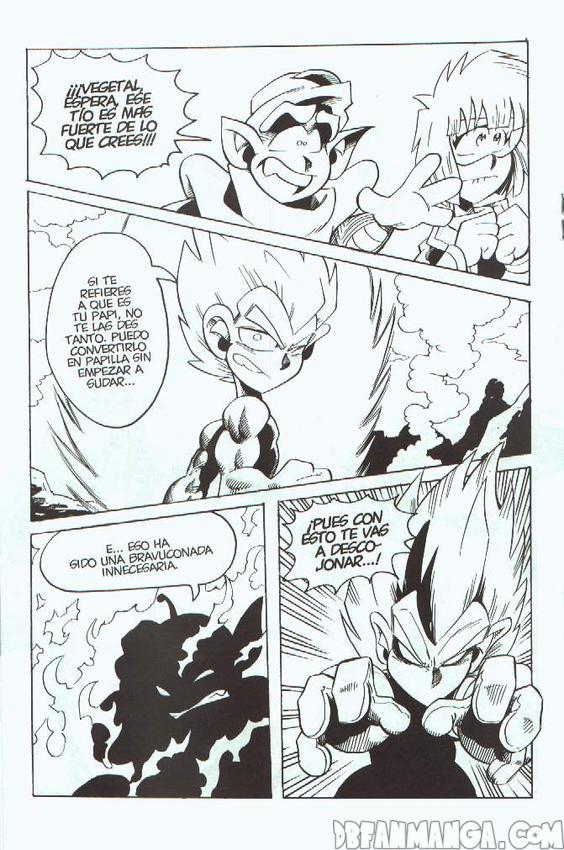 ¡¡¡VEGETAL,
ESPERA, ESE
TÍO ES MÁS
FUERTE DE LO
QUE CREES!!!
SI TE
REFIERES
A QUE ES
TU PAPI, NO
TE LAS DES
TANTO. PUEDO
CONVERTIRLO
EN PAPILLA SIN
EMPEZAR A
SUDAR...
E... ESO HA
SIDO UNA BRAVUCONADA
INNECESARIA.
¡PUES CON
ESTO TE VAS
A DESCO-
JONAR...!
DBFANMANGA.COM